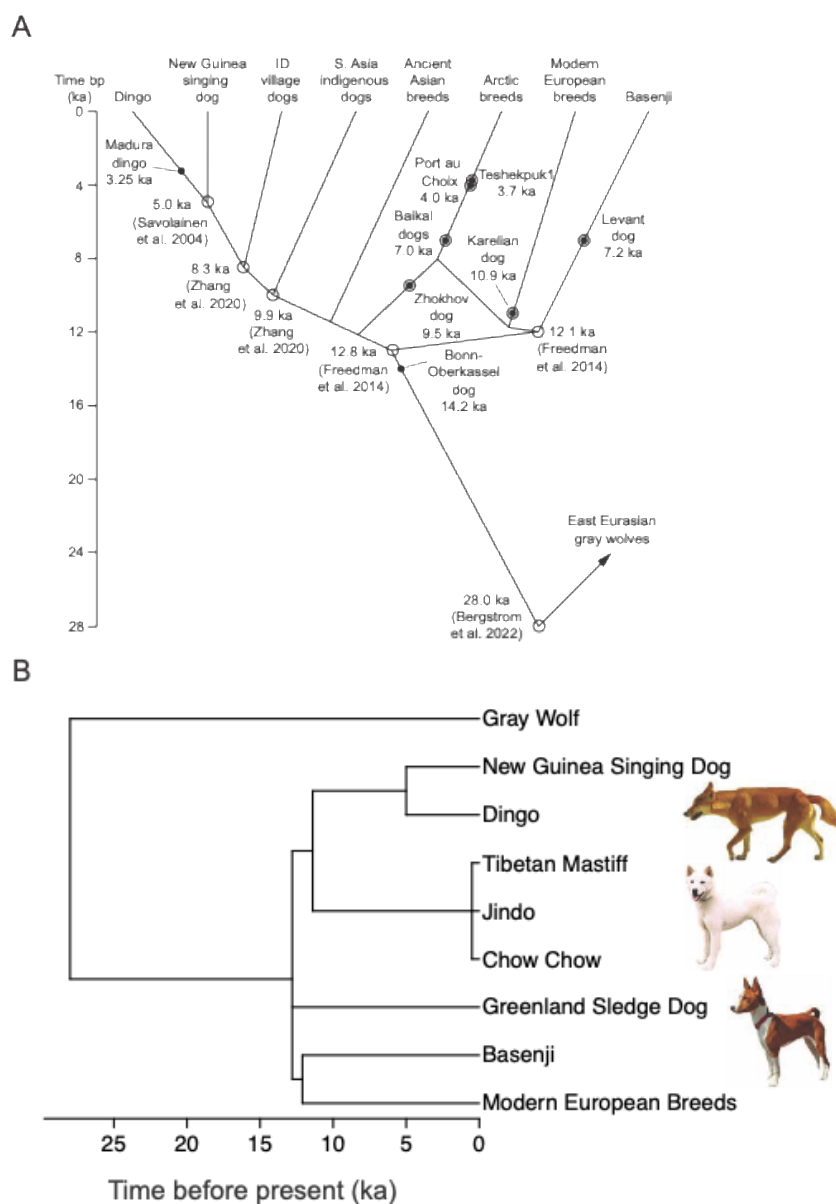 A
Time bp
(ka)
Dingo
New Guinea
singing
dog
ID
village
dogs
S. Asia
indigenous
dogs
Ancient
Asian
breeds
Arctic
breeds
Modern
European
breeds
Basenji
0
4
8
12
16
20
24
28
Madura
dingo
3.25 ka
5.0 ka
(Savolainen
et al. 2004)
8.3 ka
(Zhang
et al. 2020)
9.9 ka
(Zhang
et al. 2020)
12.8 ka
(Freedman
et al. 2014)
Port au
Choix
4.0 ka
Teshekpuk1
3.7 ka
Baikal
dogs
7.0 ka
Karelian
dog
10.9 ka
Levant
dog
7.2 ka
Zhokhov
dog
9.5 ka
12.1 ka
(Freedman
et al. 2014)
Bonn-
Oberkassel
dog
14.2 ka
East Eurasian
gray wolves
28.0 ka
(Bergstrom
et al. 2022)
B
Gray Wolf
New Guinea Singing Dog
Dingo
Tibetan Mastiff
Jindo
Chow Chow
Greenland Sledge Dog
Basenji
Modern European Breeds
25 20 15 10 5 0
Time before present (ka)